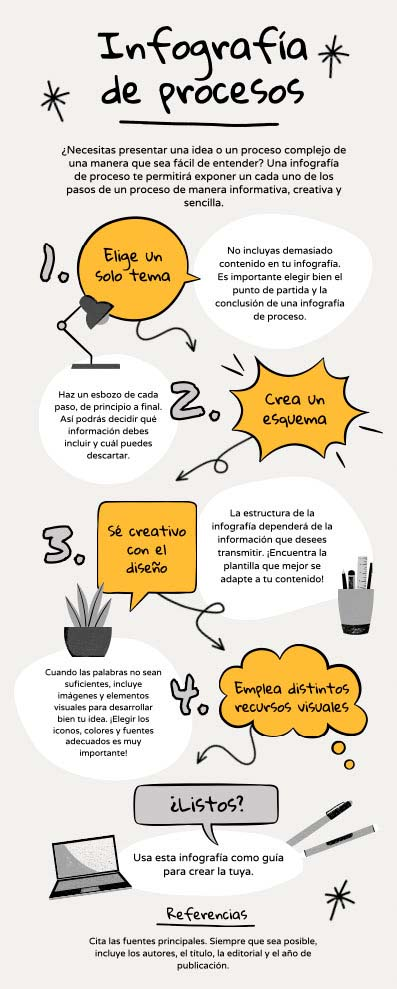 Infografía
de procesos
¿Necesitas presentar una idea o un proceso complejo de
una manera que sea fácil de entender? Una infografía
de proceso te permitirá exponer un cada uno de los
pasos de un proceso de manera informativa, creativa y
sencilla.
1.
Elige un
solo tema
No incluyas demasiado
contenido en tu infografía.
Es importante elegir bien el
punto de partida y la
conclusión de una infografía
de proceso.
2.
Crea un
esquema
Haz un esbozo de cada
paso, de principio a final.
Así podrás decidir qué
información debes
incluir y cuál puedes
descartar.
3.
Sé creativo
con el
diseño
La estructura de la
infografía dependerá de la
información que desees
transmitir. ¡Encuentra la
plantilla que mejor se
adapte a tu contenido!
4.
Emplea distintos
recursos visuales
Cuando las palabras no sean
suficientes, incluye
imágenes y elementos
visuales para desarrollar
bien tu idea. ¡Elegir los
iconos, colores y fuentes
adecuados es muy
importante!
¿Listos?
Usa esta infografía como guía
para crear la tuya.
Referencias
Cita las fuentes principales. Siempre que sea posible,
incluye los autores, el título, la editorial y el año de
publicación.